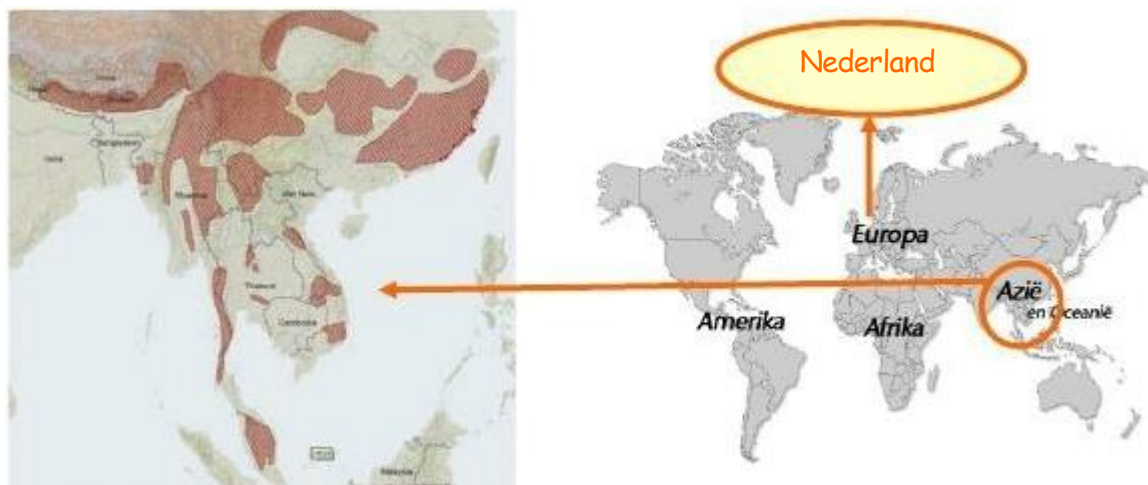 Nederland
Europa
Azië
en Oceanië
Amerika
Afrika
India
Bangladesh
Myanmar
Viet Nam
Thailand
Cambodia
Malaysia